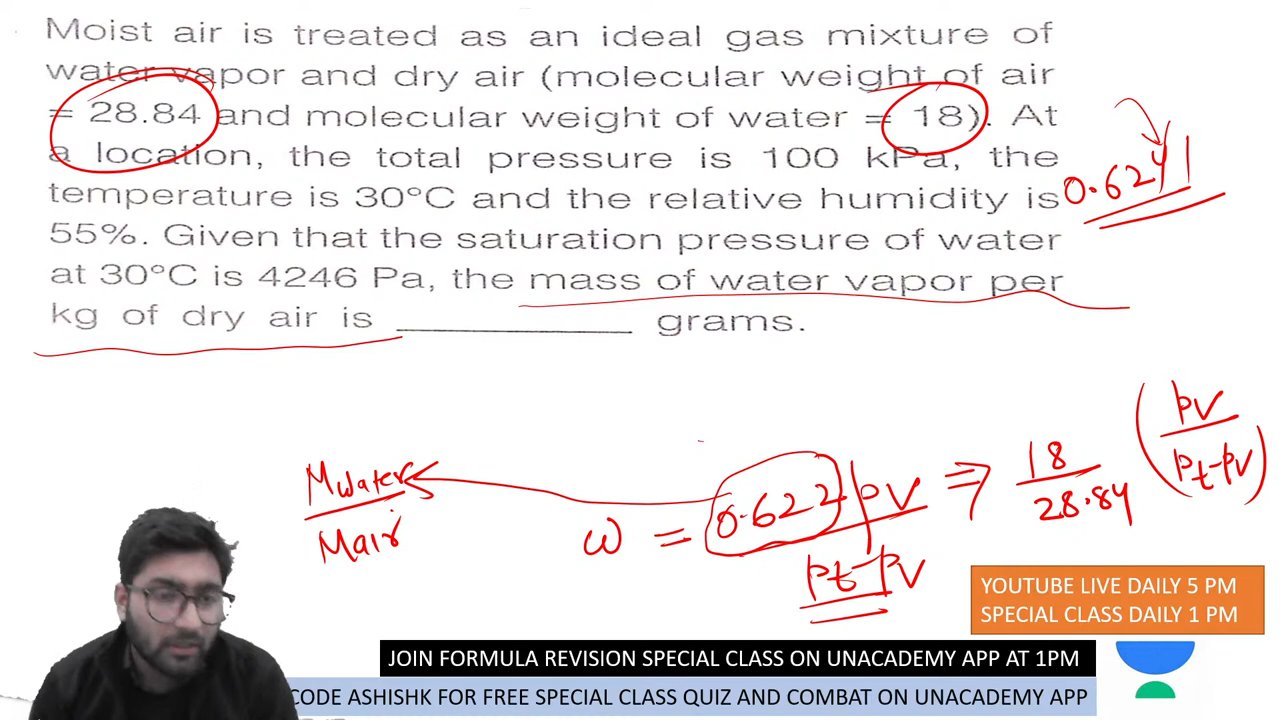 Moist air is treated as an ideal gas mixture of
water vapor and dry air (molecular weight of air
= 28.84 and molecular weight of water = 18). At
a location, the total pressure is 100 kPa, the
temperature is 30°C and the relative humidity is
55%. Given that the saturation pressure of water
at 30°C is 4246 Pa, the mass of water vapor per
kg of dry air is __________ grams.
0.6241
Mwater
Mair
ω = 0.622 pv
pt-pv
⇒ 18
28.84
(pv
pt-pv)
YOUTUBE LIVE DAILY 5 PM
SPECIAL CLASS DAILY 1 PM
JOIN FORMULA REVISION SPECIAL CLASS ON UNACADEMY APP AT 1PM
CODE ASHISHK FOR FREE SPECIAL CLASS QUIZ AND COMBAT ON UNACADEMY APP